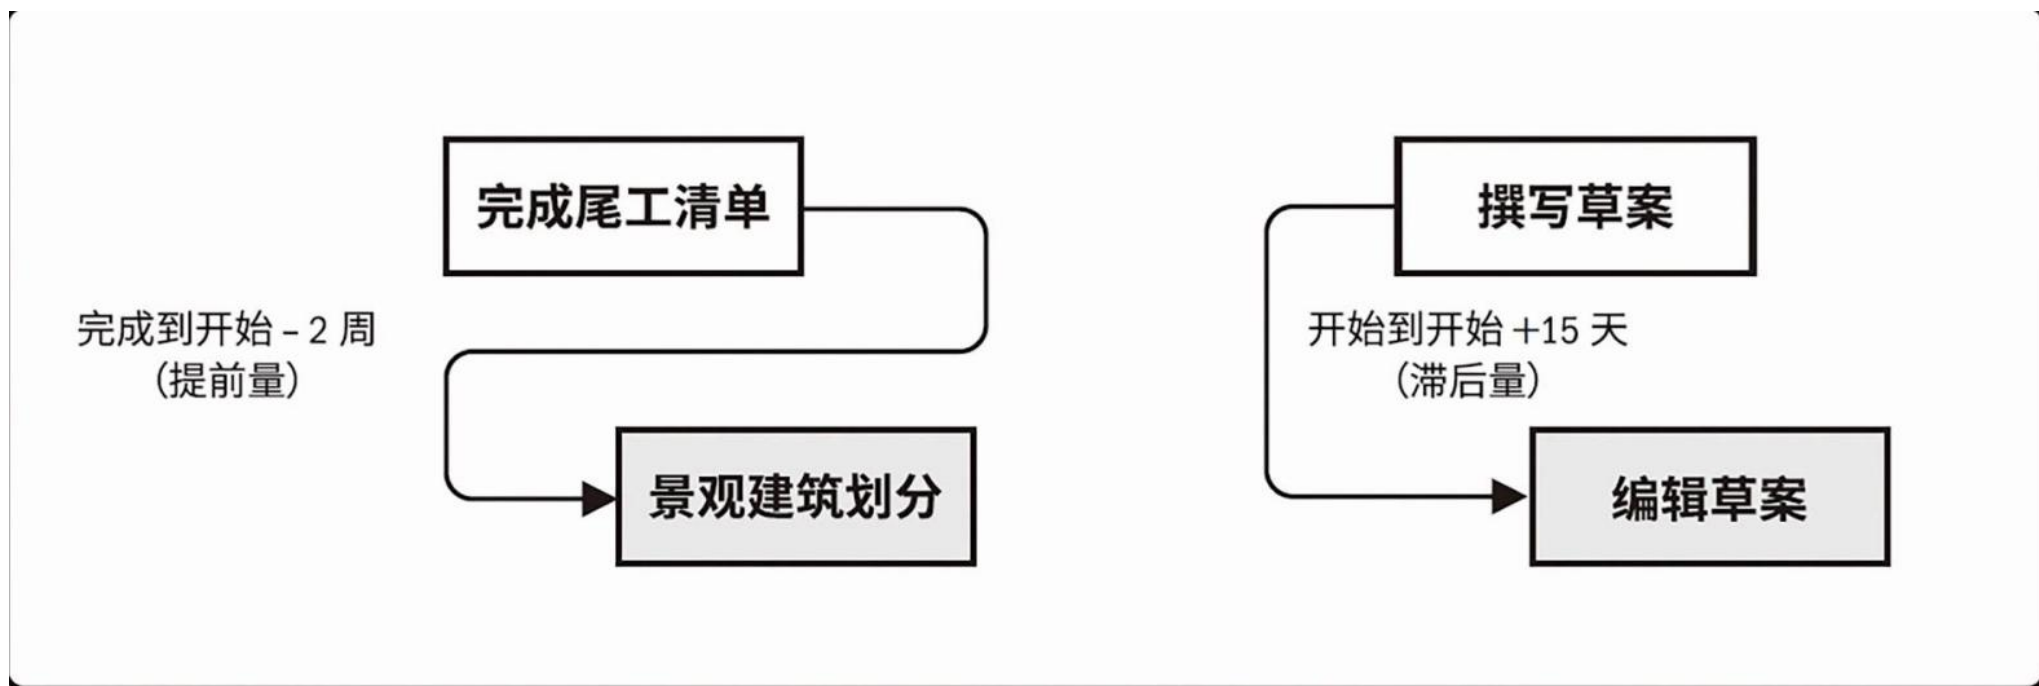 完成尾工清单
完成到开始 – 2 周
（提前量）
景观建筑划分
撰写草案
开始到开始 +15 天
（滞后量）
编辑草案